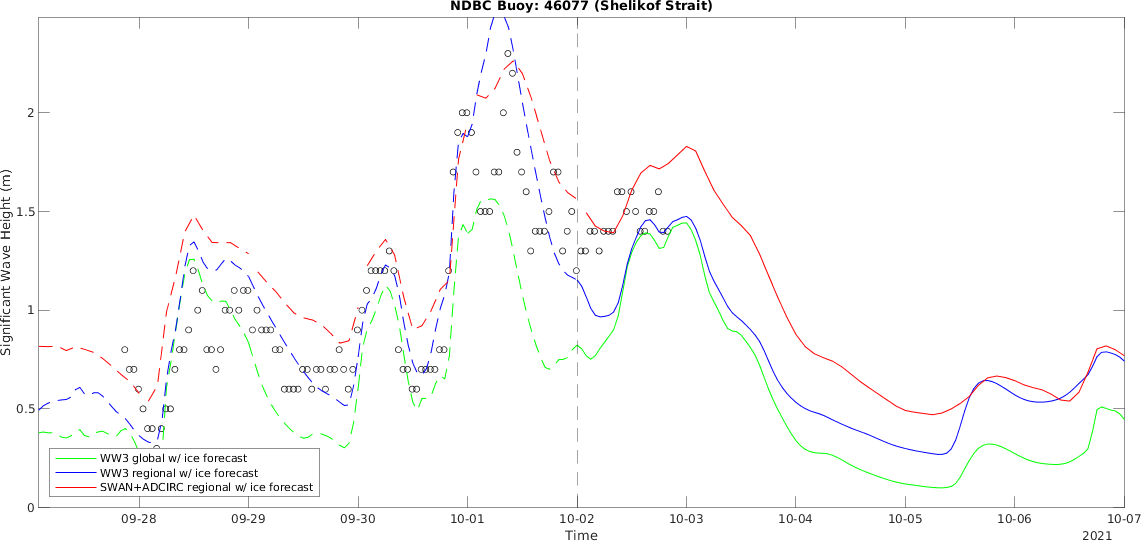 NDBC Buoy: 46077 (Shelikof Strait)
Significant Wave Height (m)
2
1.5
1
0.5
0
WW3 global w/ ice forecast
WW3 regional w/ ice forecast
SWAN+ADCIRC regional w/ ice forecast
09-28 09-29 09-30 10-01 10-02 10-03 10-04 10-05 10-06 10-07
Time
2021